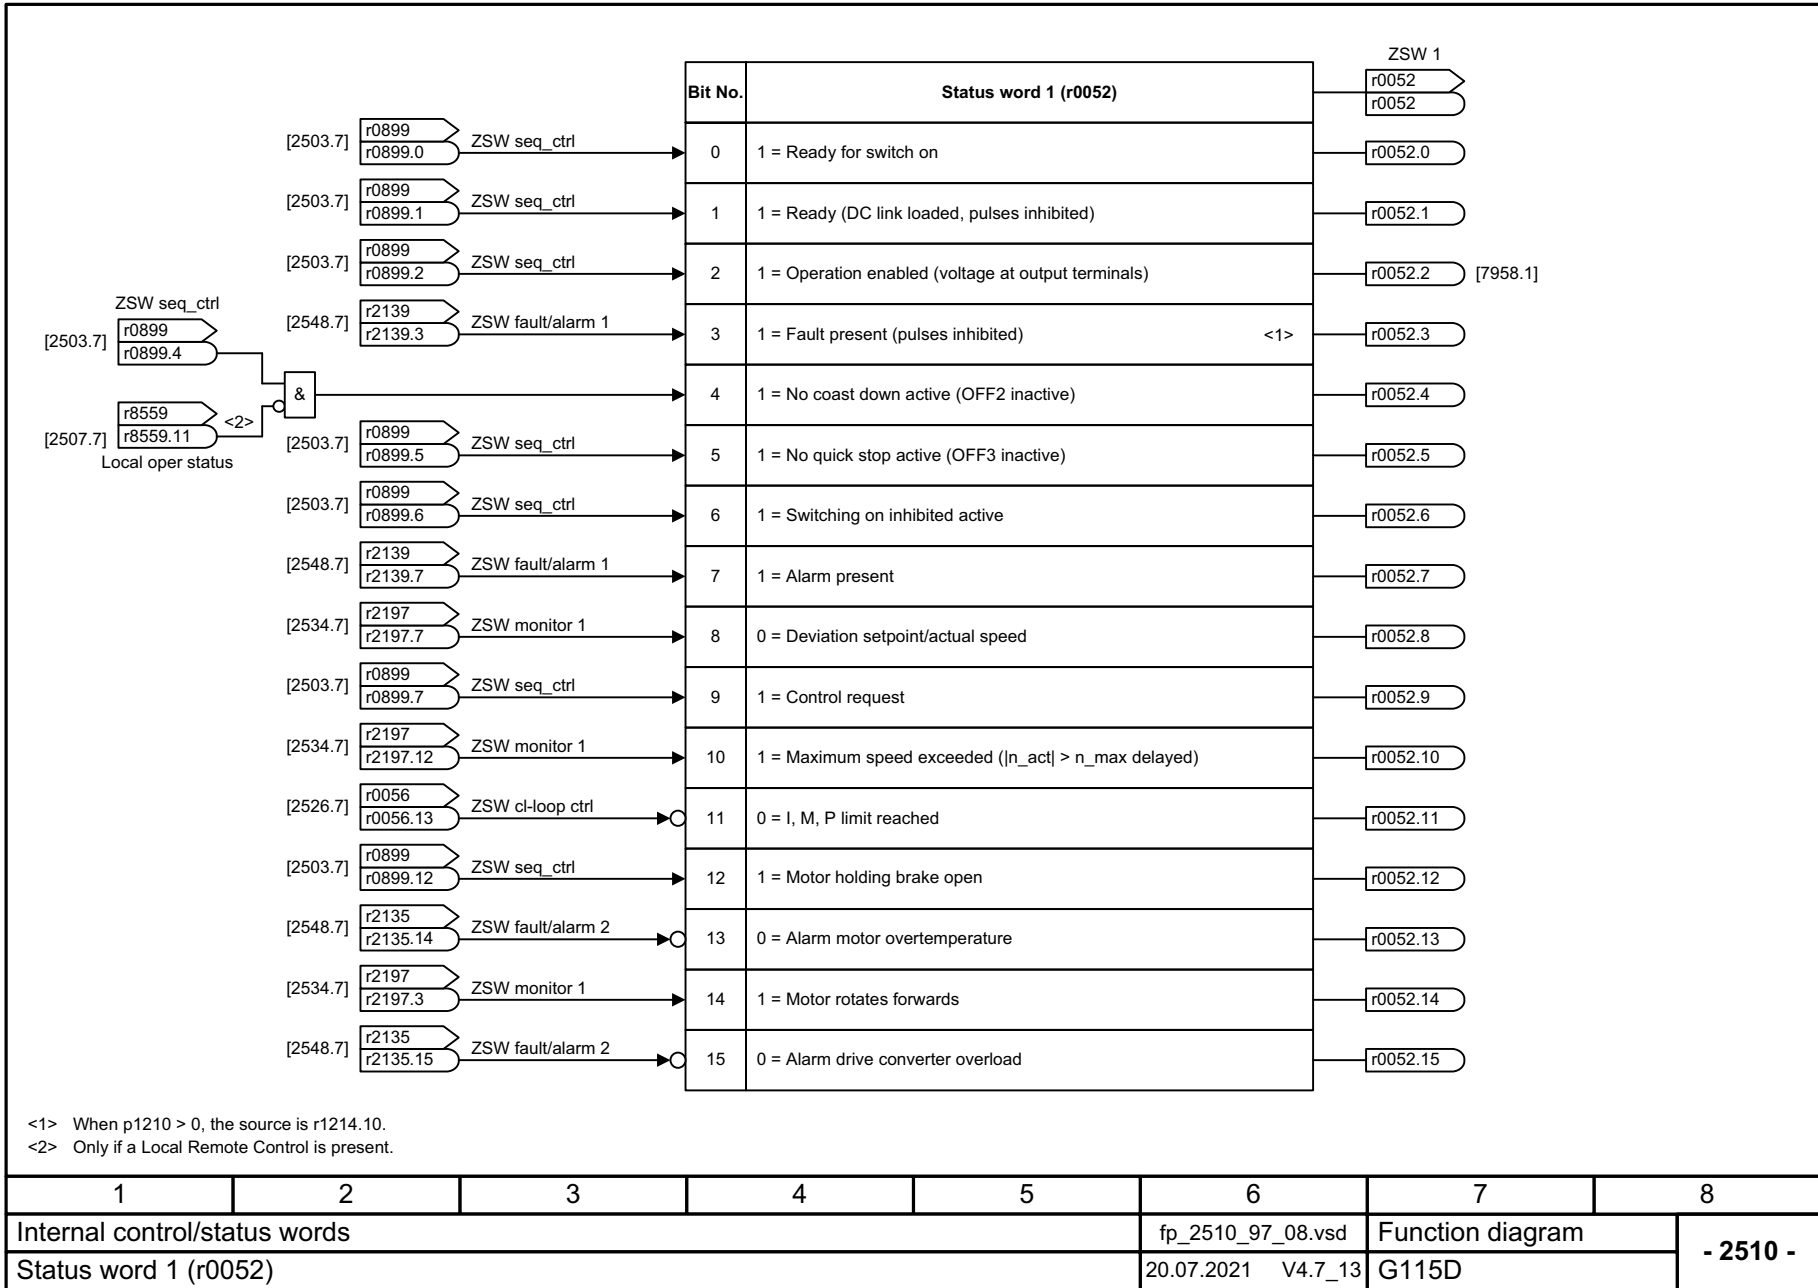 ZSW 1
r0052
r0052
Bit No. Status word 1 (r0052)
[2503.7] r0899 r0899.0 ZSW seq_ctrl 0 1 = Ready for switch on r0052.0
[2503.7] r0899 r0899.1 ZSW seq_ctrl 1 1 = Ready (DC link loaded, pulses inhibited) r0052.1
[2503.7] r0899 r0899.2 ZSW seq_ctrl 2 1 = Operation enabled (voltage at output terminals) r0052.2 [7958.1]
[2548.7] r2139 r2139.3 ZSW fault/alarm 1 3 1 = Fault present (pulses inhibited) <1> r0052.3
ZSW seq_ctrl
[2503.7] r0899 r0899.4
& 4 1 = No coast down active (OFF2 inactive) r0052.4
[2507.7] r8559 r8559.11 <2>
Local oper status
[2503.7] r0899 r0899.5 ZSW seq_ctrl 5 1 = No quick stop active (OFF3 inactive) r0052.5
[2503.7] r0899 r0899.6 ZSW seq_ctrl 6 1 = Switching on inhibited active r0052.6
[2548.7] r2139 r2139.7 ZSW fault/alarm 1 7 1 = Alarm present r0052.7
[2534.7] r2197 r2197.7 ZSW monitor 1 8 0 = Deviation setpoint/actual speed r0052.8
[2503.7] r0899 r0899.7 ZSW seq_ctrl 9 1 = Control request r0052.9
[2534.7] r2197 r2197.12 ZSW monitor 1 10 1 = Maximum speed exceeded (|n_act| > n_max delayed) r0052.10
[2526.7] r0056 r0056.13 ZSW cl-loop ctrl 11 0 = I, M, P limit reached r0052.11
[2503.7] r0899 r0899.12 ZSW seq_ctrl 12 1 = Motor holding brake open r0052.12
[2548.7] r2135 r2135.14 ZSW fault/alarm 2 13 0 = Alarm motor overtemperature r0052.13
[2534.7] r2197 r2197.3 ZSW monitor 1 14 1 = Motor rotates forwards r0052.14
[2548.7] r2135 r2135.15 ZSW fault/alarm 2 15 0 = Alarm drive converter overload r0052.15
<1> When p1210 > 0, the source is r1214.10.
<2> Only if a Local Remote Control is present.
1 2 3 4 5 6 7 8
Internal control/status words fp_2510_97_08.vsd Function diagram - 2510 -
Status word 1 (r0052) 20.07.2021 V4.7_13 G115D